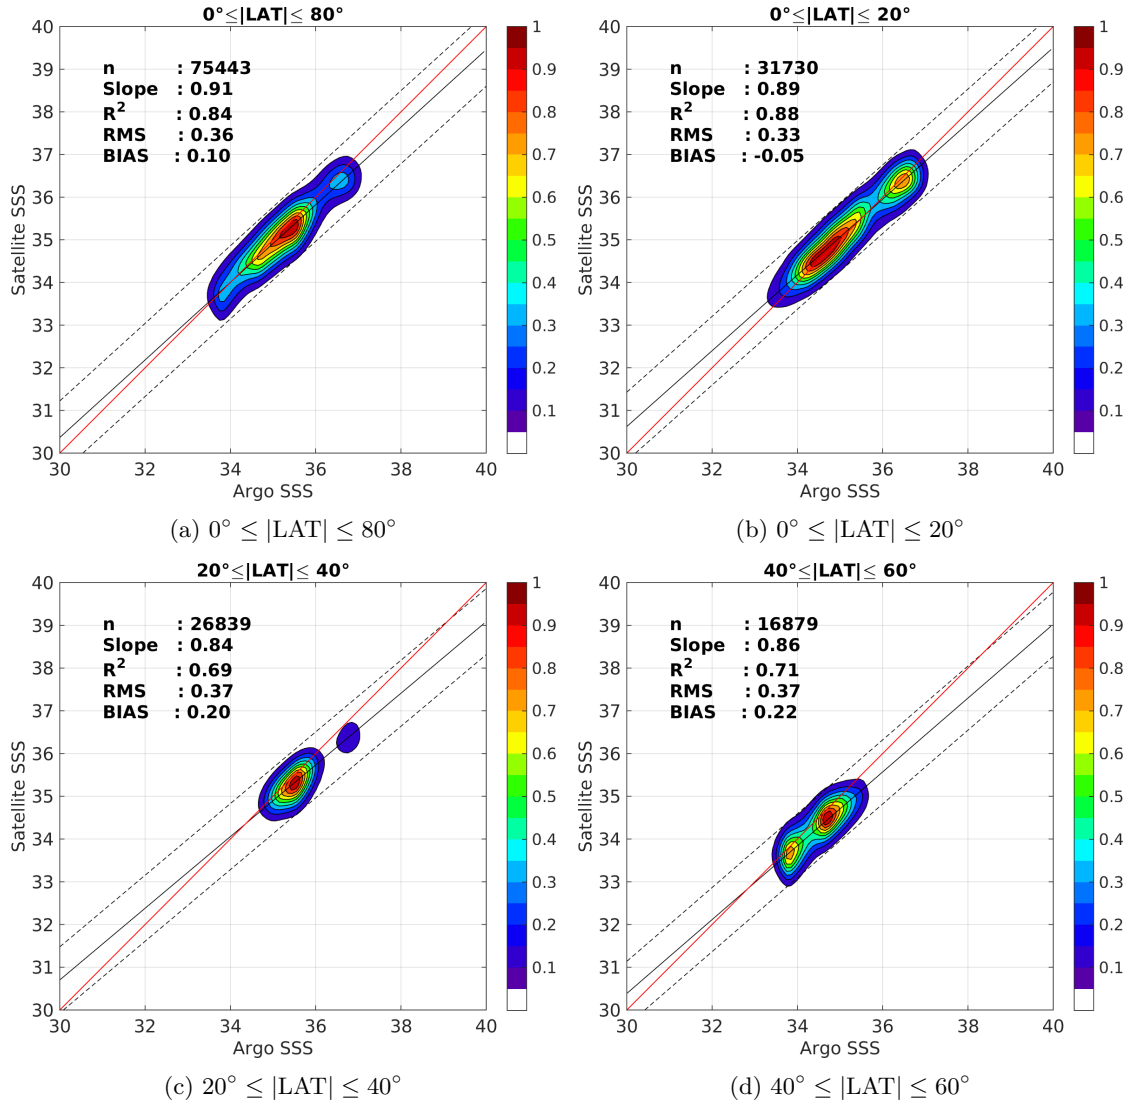 0°≤|LAT|≤ 80°
40
39
38
37
36
35
34
33
32
31
30
Satellite SSS
n : 75443
Slope : 0.91
R² : 0.84
RMS : 0.36
BIAS : 0.10
30 32 34 36 38 40
Argo SSS
1
0.9
0.8
0.7
0.6
0.5
0.4
0.3
0.2
0.1
(a) 0° ≤ |LAT| ≤ 80°
0°≤|LAT|≤ 20°
40
39
38
37
36
35
34
33
32
31
30
Satellite SSS
n : 31730
Slope : 0.89
R² : 0.88
RMS : 0.33
BIAS : -0.05
30 32 34 36 38 40
Argo SSS
1
0.9
0.8
0.7
0.6
0.5
0.4
0.3
0.2
0.1
(b) 0° ≤ |LAT| ≤ 20°
20°≤|LAT|≤ 40°
40
39
38
37
36
35
34
33
32
31
30
Satellite SSS
n : 26839
Slope : 0.84
R² : 0.69
RMS : 0.37
BIAS : 0.20
30 32 34 36 38 40
Argo SSS
1
0.9
0.8
0.7
0.6
0.5
0.4
0.3
0.2
0.1
(c) 20° ≤ |LAT| ≤ 40°
40°≤|LAT|≤ 60°
40
39
38
37
36
35
34
33
32
31
30
Satellite SSS
n : 16879
Slope : 0.86
R² : 0.71
RMS : 0.37
BIAS : 0.22
30 32 34 36 38 40
Argo SSS
1
0.9
0.8
0.7
0.6
0.5
0.4
0.3
0.2
0.1
(d) 40° ≤ |LAT| ≤ 60°